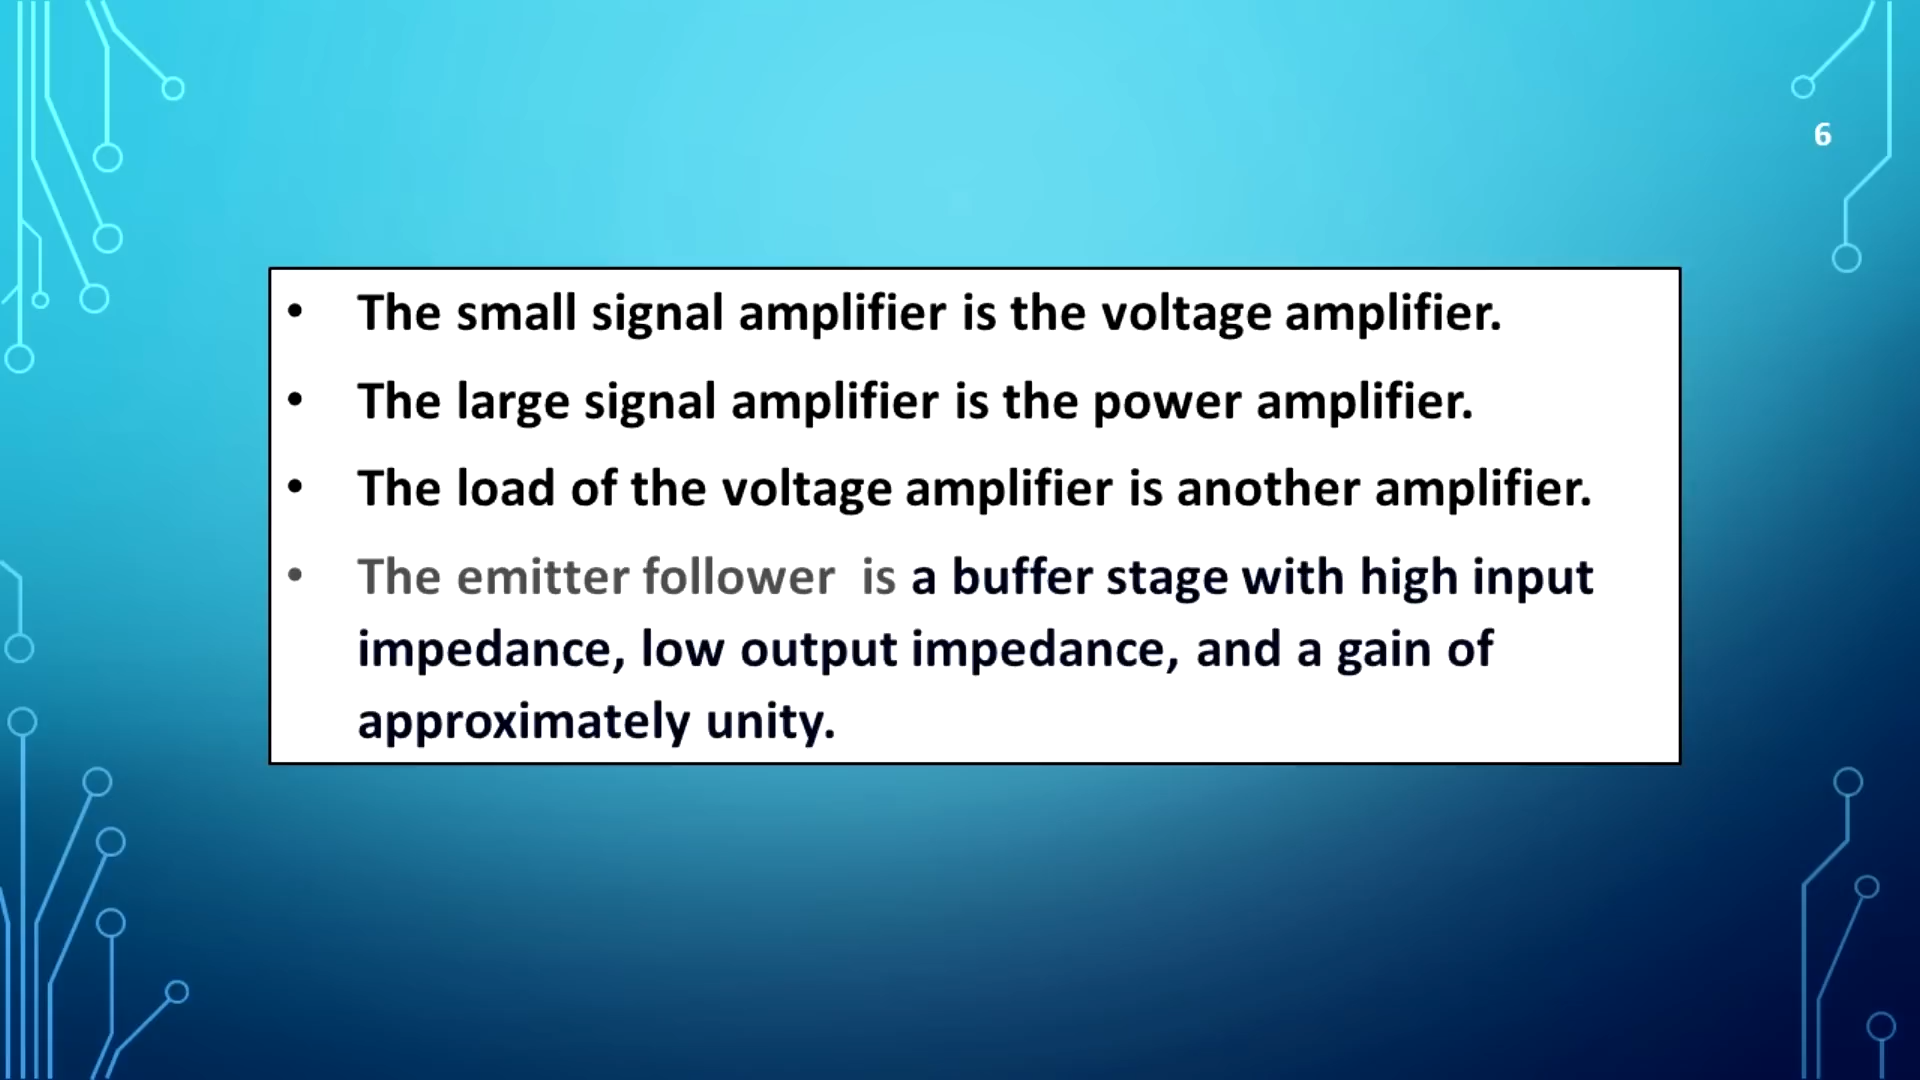 6
• The small signal amplifier is the voltage amplifier.
• The large signal amplifier is the power amplifier.
• The load of the voltage amplifier is another amplifier.
• The emitter follower  is a buffer stage with high input
impedance, low output impedance, and a gain of
approximately unity.